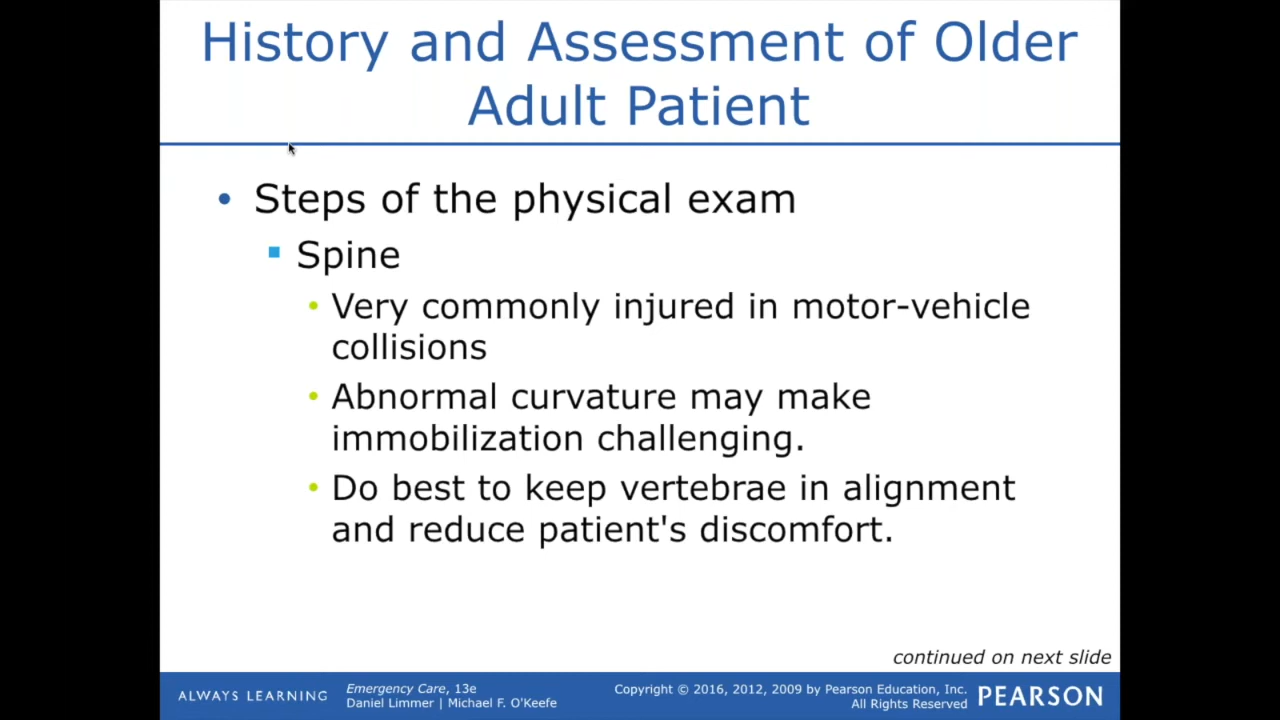 History and Assessment of Older
Adult Patient
• Steps of the physical exam
▪ Spine
• Very commonly injured in motor-vehicle
collisions
• Abnormal curvature may make
immobilization challenging.
• Do best to keep vertebrae in alignment
and reduce patient's discomfort.
continued on next slide
ALWAYS LEARNING
Emergency Care, 13e
Daniel Limmer | Michael F. O'Keefe
Copyright © 2016, 2012, 2009 by Pearson Education, Inc.
All Rights Reserved
PEARSON